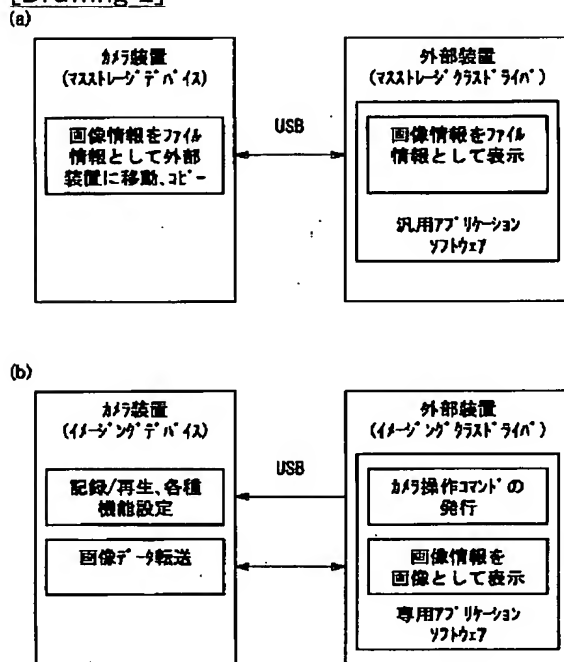 (a)
ｶﾒﾗ装置
(ﾏｽｽﾄﾚｰｼﾞﾃﾞﾊﾞｲｽ)
画像情報をﾌｧｲﾙ
情報として外部
装置に移動､ｺﾋﾟｰ
USB
外部装置
(ﾏｽｽﾄﾚｰｼﾞｸﾗｽﾄﾞﾗｲﾊﾞ)
画像情報をﾌｧｲﾙ
情報として表示
汎用ｱﾌﾟﾘｹｰｼｮﾝ
ｿﾌﾄｳｪｱ
(b)
ｶﾒﾗ装置
(ｲﾒｰｼﾞﾝｸﾞﾃﾞﾊﾞｲｽ)
記録/再生､各種
機能設定
画像ﾃﾞｰﾀ転送
USB
外部装置
(ｲﾒｰｼﾞﾝｸﾞｸﾗｽﾄﾞﾗｲﾊﾞ)
ｶﾒﾗ操作ｺﾏﾝﾄﾞの
発行
画像情報を
画像として表示
専用ｱﾌﾟﾘｹｰｼｮﾝ
ｿﾌﾄｳｪｱ